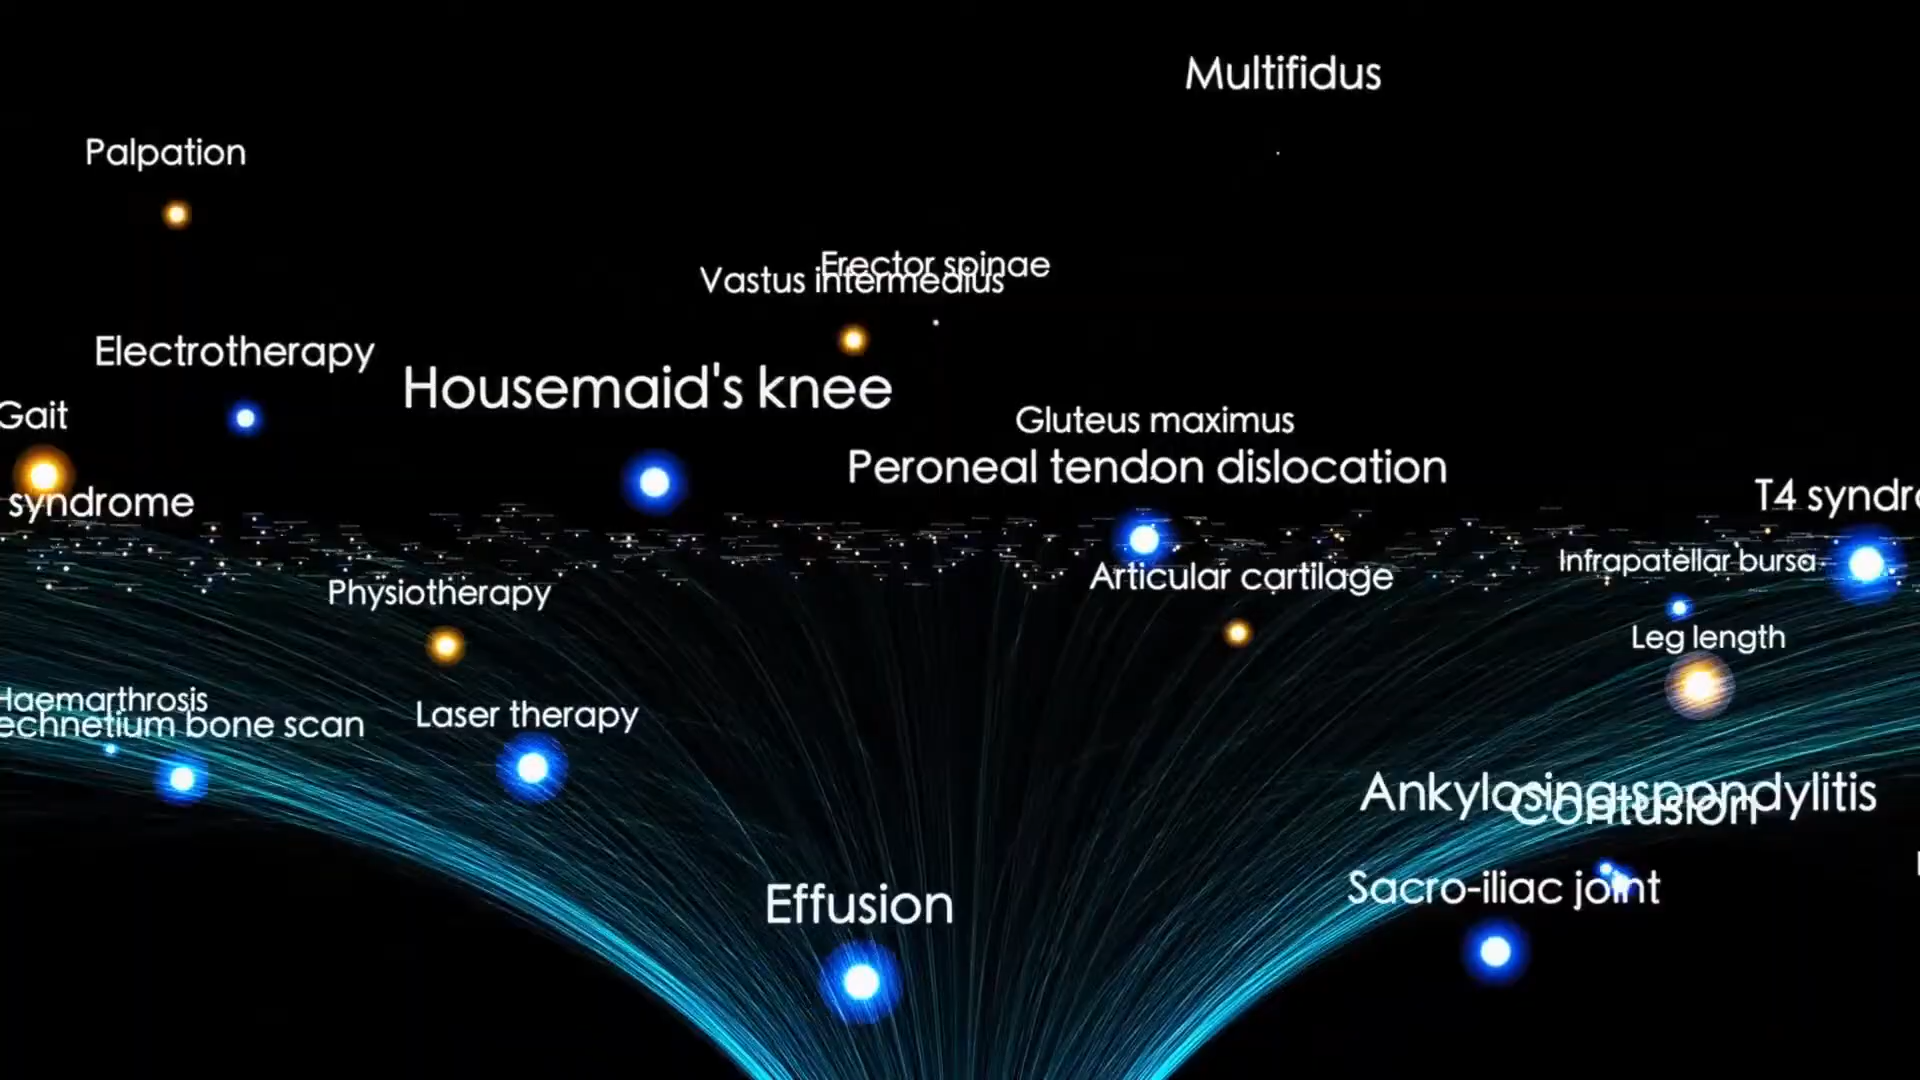 Multifidus
Palpation
Erector spinae
Vastus intermedius
Electrotherapy
Housemaid's knee
Gait
Gluteus maximus
Peroneal tendon dislocation
syndrome
T4 syndro
Infrapatellar bursa
Articular cartilage
Physiotherapy
Leg length
Haemarthrosis
echnetium bone scan
Laser therapy
Ankylosing spondylitis
Contusion
Sacro-iliac joint
Effusion